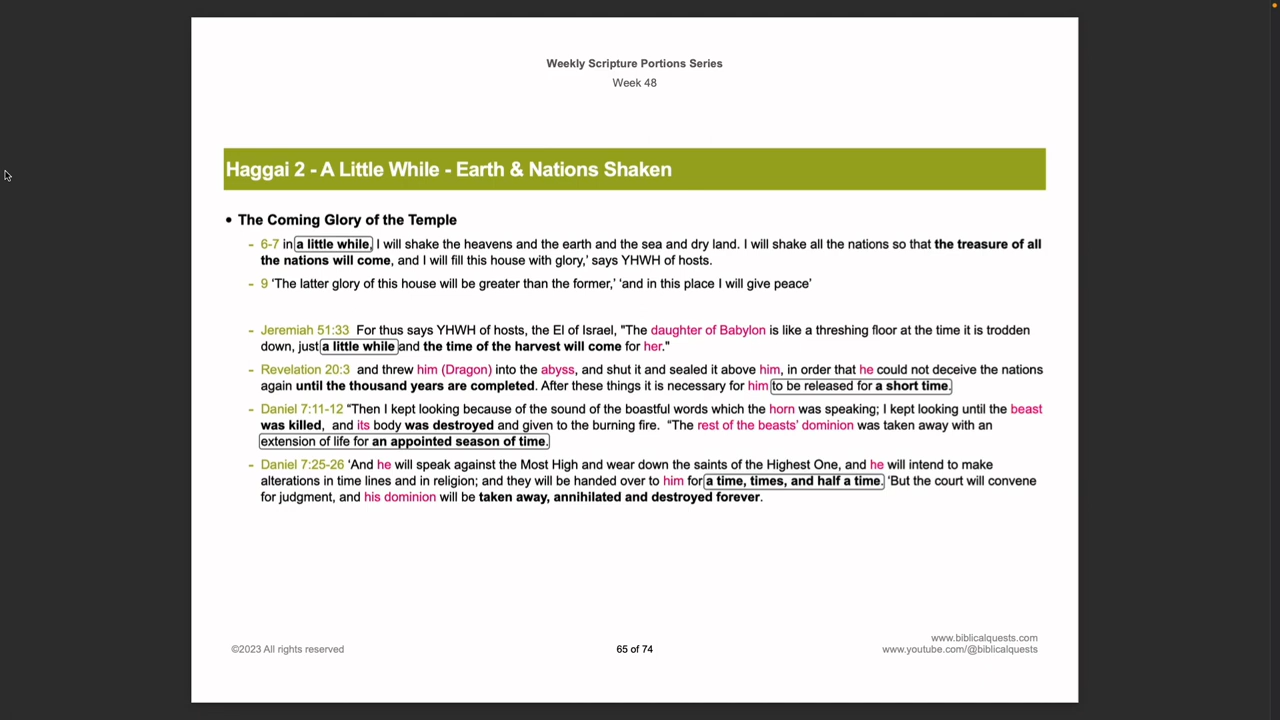 Weekly Scripture Portions Series
Week 48
Haggai 2 - A Little While - Earth & Nations Shaken
• The Coming Glory of the Temple
- 6-7 in a little while, I will shake the heavens and the earth and the sea and dry land. I will shake all the nations so that the treasure of all
the nations will come, and I will fill this house with glory,’ says YHWH of hosts.
- 9 ‘The latter glory of this house will be greater than the former,’ ‘and in this place I will give peace’
- Jeremiah 51:33 For thus says YHWH of hosts, the El of Israel, "The daughter of Babylon is like a threshing floor at the time it is trodden
down, just a little while and the time of the harvest will come for her."
- Revelation 20:3 and threw him (Dragon) into the abyss, and shut it and sealed it above him, in order that he could not deceive the nations
again until the thousand years are completed. After these things it is necessary for him to be released for a short time.
- Daniel 7:11-12 “Then I kept looking because of the sound of the boastful words which the horn was speaking; I kept looking until the beast
was killed, and its body was destroyed and given to the burning fire. “The rest of the beasts’ dominion was taken away with an
extension of life for an appointed season of time.
- Daniel 7:25-26 ‘And he will speak against the Most High and wear down the saints of the Highest One, and he will intend to make
alterations in time lines and in religion; and they will be handed over to him for a time, times, and half a time. ‘But the court will convene
for judgment, and his dominion will be taken away, annihilated and destroyed forever.
www.biblicalquests.com
©2023 All rights reserved 65 of 74 www.youtube.com/@biblicalquests